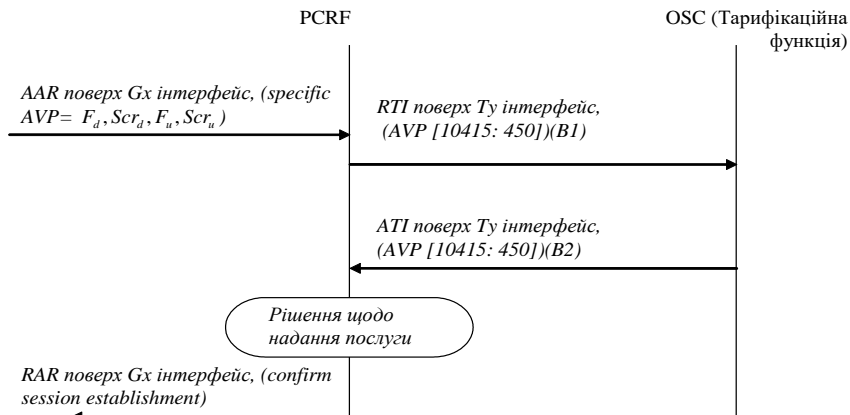 PCRF
OSC (Тарифікаційна
функція)
AAR поверх Gx інтерфейс, (specific
AVP= F_d, Scr_d, F_u, Scr_u)
RTI поверх Ty інтерфейс,
(AVP [10415: 450])(B1)
ATI поверх Ty інтерфейс,
(AVP [10415: 450])(B2)
Рішення щодо
надання послуги
RAR поверх Gx інтерфейс, (confirm
session establishment)